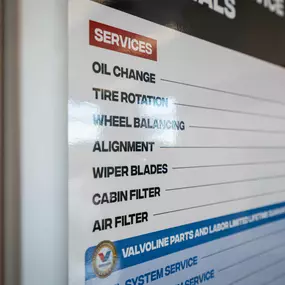 SERVICES
OIL CHANGE
TIRE ROTATION
WHEEL BALANCING
ALIGNMENT
WIPER BLADES
CABIN FILTER
AIR FILTER
VALVOLINE PARTS AND LABOR LIMITED LIFETIME
SYSTEM SERVICE
SERVICE